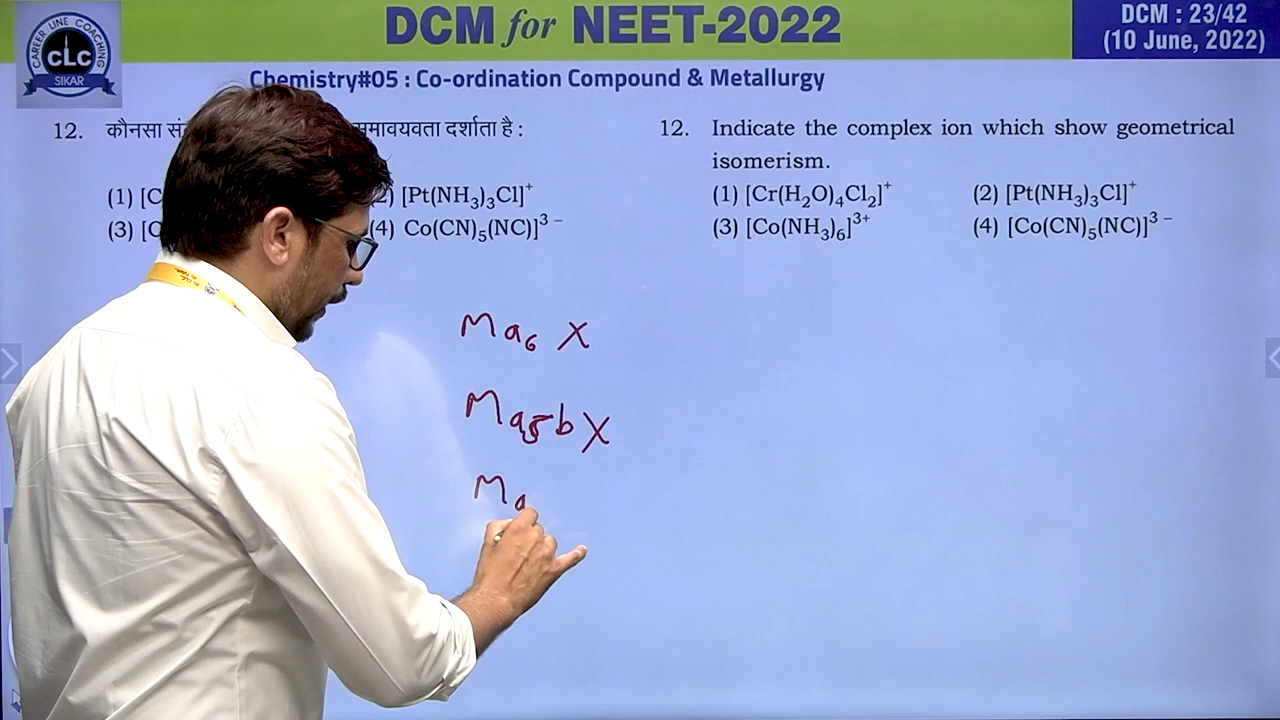 DCM for NEET-2022
DCM : 23/42
(10 June, 2022)
CAREER LINE COACHING
CLC
SIKAR
Chemistry#05 : Co-ordination Compound & Metallurgy
12. कौनसा समावयवता दर्शाता है :
(1) [C 2) [Pt(NH₃)₃Cl]⁺
(3) [C (4) Co(CN)₅(NC)]³⁻
12. Indicate the complex ion which show geometrical
isomerism.
(1) [Cr(H₂O)₄Cl₂]⁺ (2) [Pt(NH₃)₃Cl]⁺
(3) [Co(NH₃)₆]³⁺ (4) [Co(CN)₅(NC)]³⁻
Ma₆ X
Ma₅b X
Ma